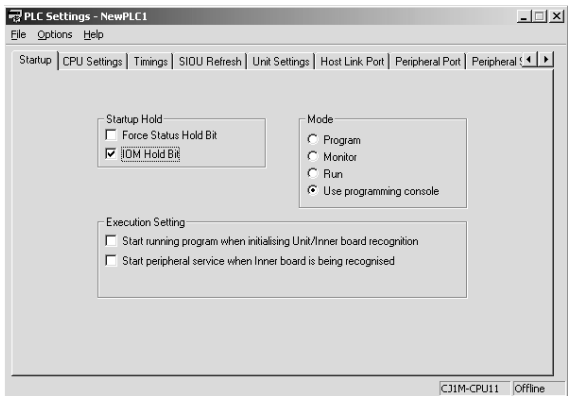 PLC Settings - NewPLC1
File Options Help
Startup CPU Settings Timings SIOU Refresh Unit Settings Host Link Port Peripheral Port Peripheral
Startup Hold
Force Status Hold Bit
IOM Hold Bit
Mode
Program
Monitor
Run
Use programming console
Execution Setting
Start running program when initialising Unit/Inner board recognition
Start peripheral service when Inner board is being recognised
CJ1M-CPU11 Offline